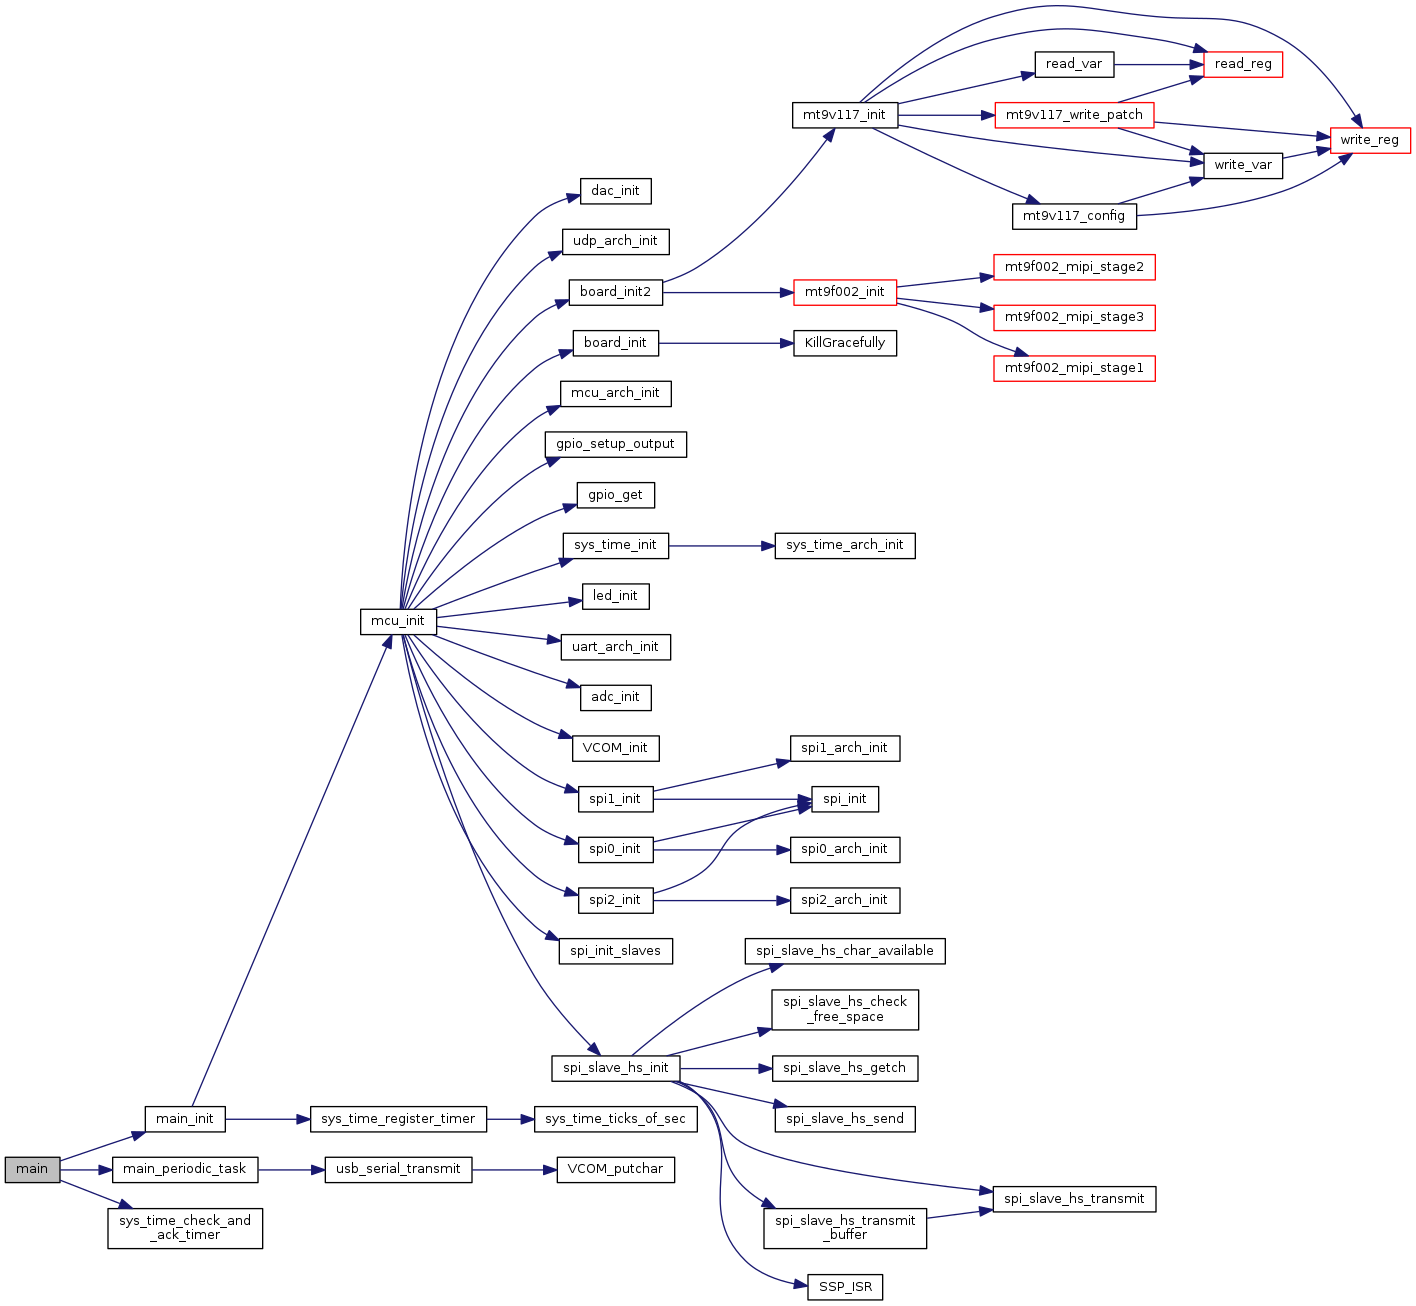 read_var
read_reg
mt9v117_init
mt9v117_write_patch
write_reg
write_var
dac_init
mt9v117_config
udp_arch_init
mt9f002_mipi_stage2
board_init2
mt9f002_init
mt9f002_mipi_stage3
board_init
KillGracefully
mt9f002_mipi_stage1
mcu_arch_init
gpio_setup_output
gpio_get
sys_time_init
sys_time_arch_init
led_init
mcu_init
uart_arch_init
adc_init
VCOM_init
spi1_arch_init
spi1_init
spi_init
spi0_init
spi0_arch_init
spi2_init
spi2_arch_init
spi_init_slaves
spi_slave_hs_char_available
spi_slave_hs_check
_free_space
spi_slave_hs_init
spi_slave_hs_getch
main_init
sys_time_register_timer
sys_time_ticks_of_sec
spi_slave_hs_send
main
main_periodic_task
usb_serial_transmit
VCOM_putchar
spi_slave_hs_transmit
sys_time_check_and
_ack_timer
spi_slave_hs_transmit
_buffer
SSP_ISR